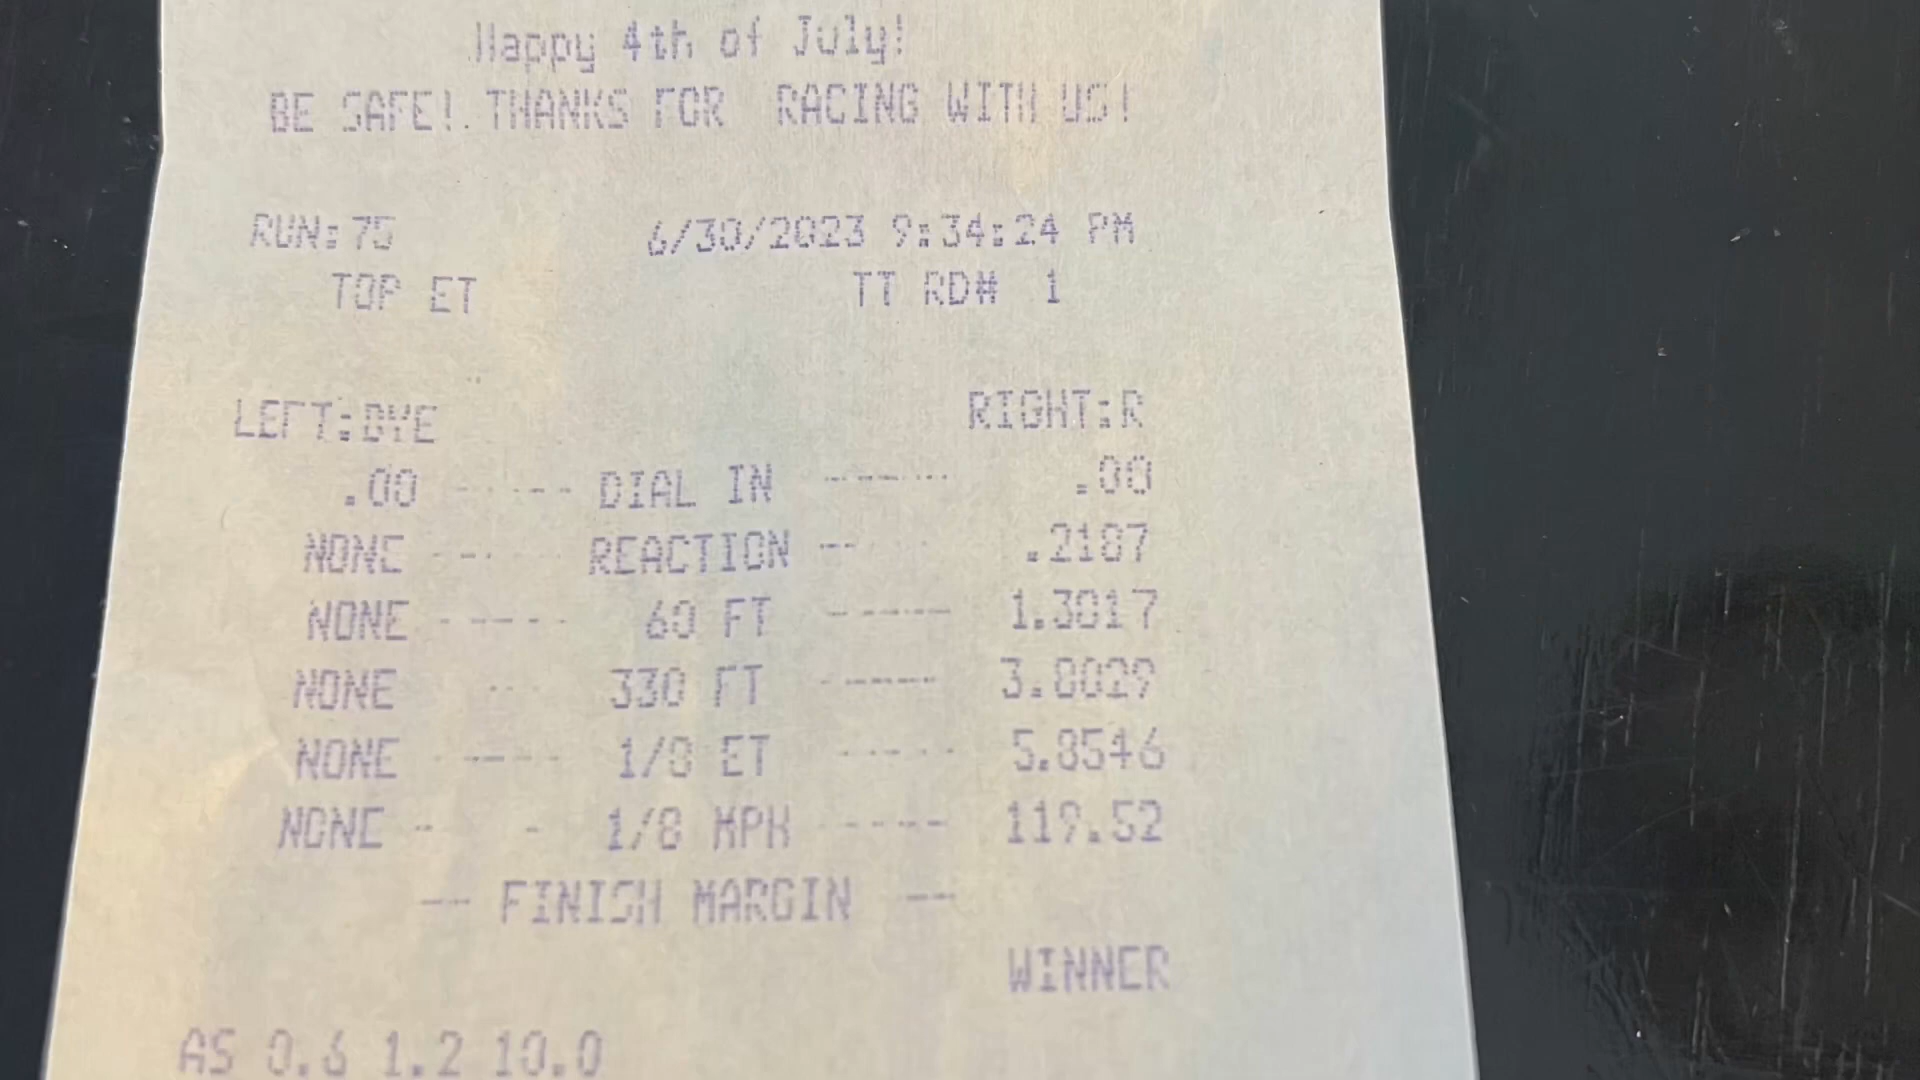 Happy 4th of July!
BE SAFE!. THANKS FOR RACING WITH US!
RUN:75 6/30/2023 9:34:24 PM
TOP ET TT RD# 1
LEFT:BYE RIGHT:R
.00 ----- DIAL IN ----- .00
NONE --- REACTION -- .2187
NONE ----- 60 FT ----- 1.3017
NONE --- 330 FT ----- 3.8029
NONE ----- 1/8 ET ----- 5.8546
NONE - - 1/8 MPH ----- 119.52
-- FINISH MARGIN --
WINNER
AS 0.6 1.2 10.0